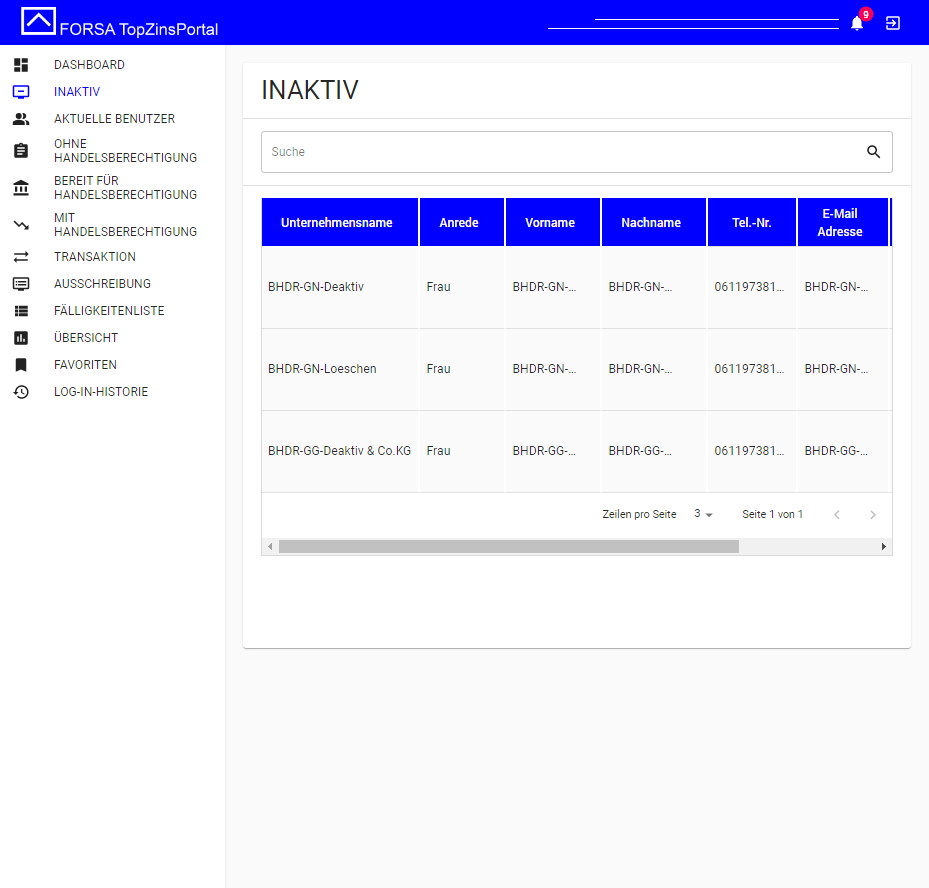 FORSA TopZinsPortal
9
DASHBOARD
INAKTIV
AKTUELLE BENUTZER
OHNE
HANDELSBERECHTIGUNG
BEREIT FÜR
HANDELSBERECHTIGUNG
MIT
HANDELSBERECHTIGUNG
TRANSAKTION
AUSSCHREIBUNG
FÄLLIGKEITENLISTE
ÜBERSICHT
FAVORITEN
LOG-IN-HISTORIE
INAKTIV
Suche
Unternehmensname Anrede Vorname Nachname Tel.-Nr. E-Mail
Adresse
BHDR-GN-Deaktiv Frau BHDR-GN-... BHDR-GN-...061197381... BHDR-GN-...
BHDR-GN-Loeschen Frau BHDR-GN-... BHDR-GN-... 061197381... BHDR-GN-...
BHDR-GG-Deaktiv & Co.KG Frau BHDR-GG-... BHDR-GG-... 061197381... BHDR-GG-...
Zeilen pro Seite 3 Seite 1 von 1